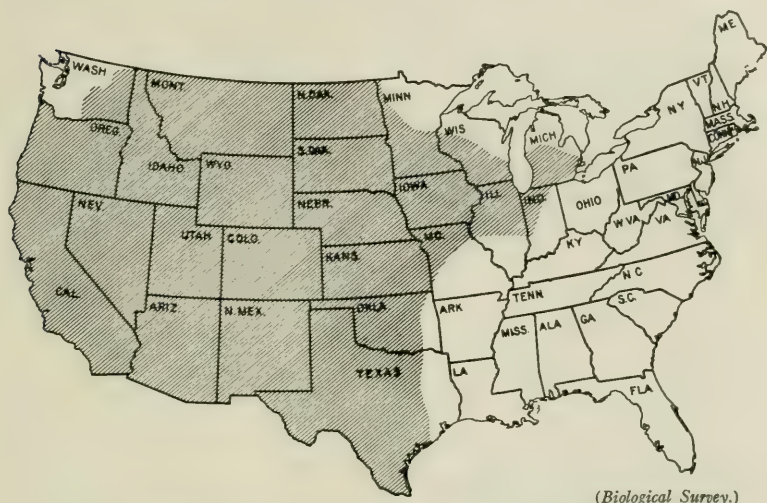 WASH
MONT.
N.DAK.
MINN
ME
VT
N.H.
MASS
CONN.
N.Y
WIS
MICH
OREG.
IDAHO.
WYO.
S.DAK.
IOWA
NEBR.
NEV.
UTAH
COLO.
KANS.
MO.
ILL
IND.
OHIO
PA
N.J.
MD.
W VA
VA
KY
CAL.
ARIZ.
N.MEX.
OKLA.
TEXAS
ARK
TENN
N.C
S.C.
MISS.
ALA
GA
LA
FLA
(Biological Survey.)